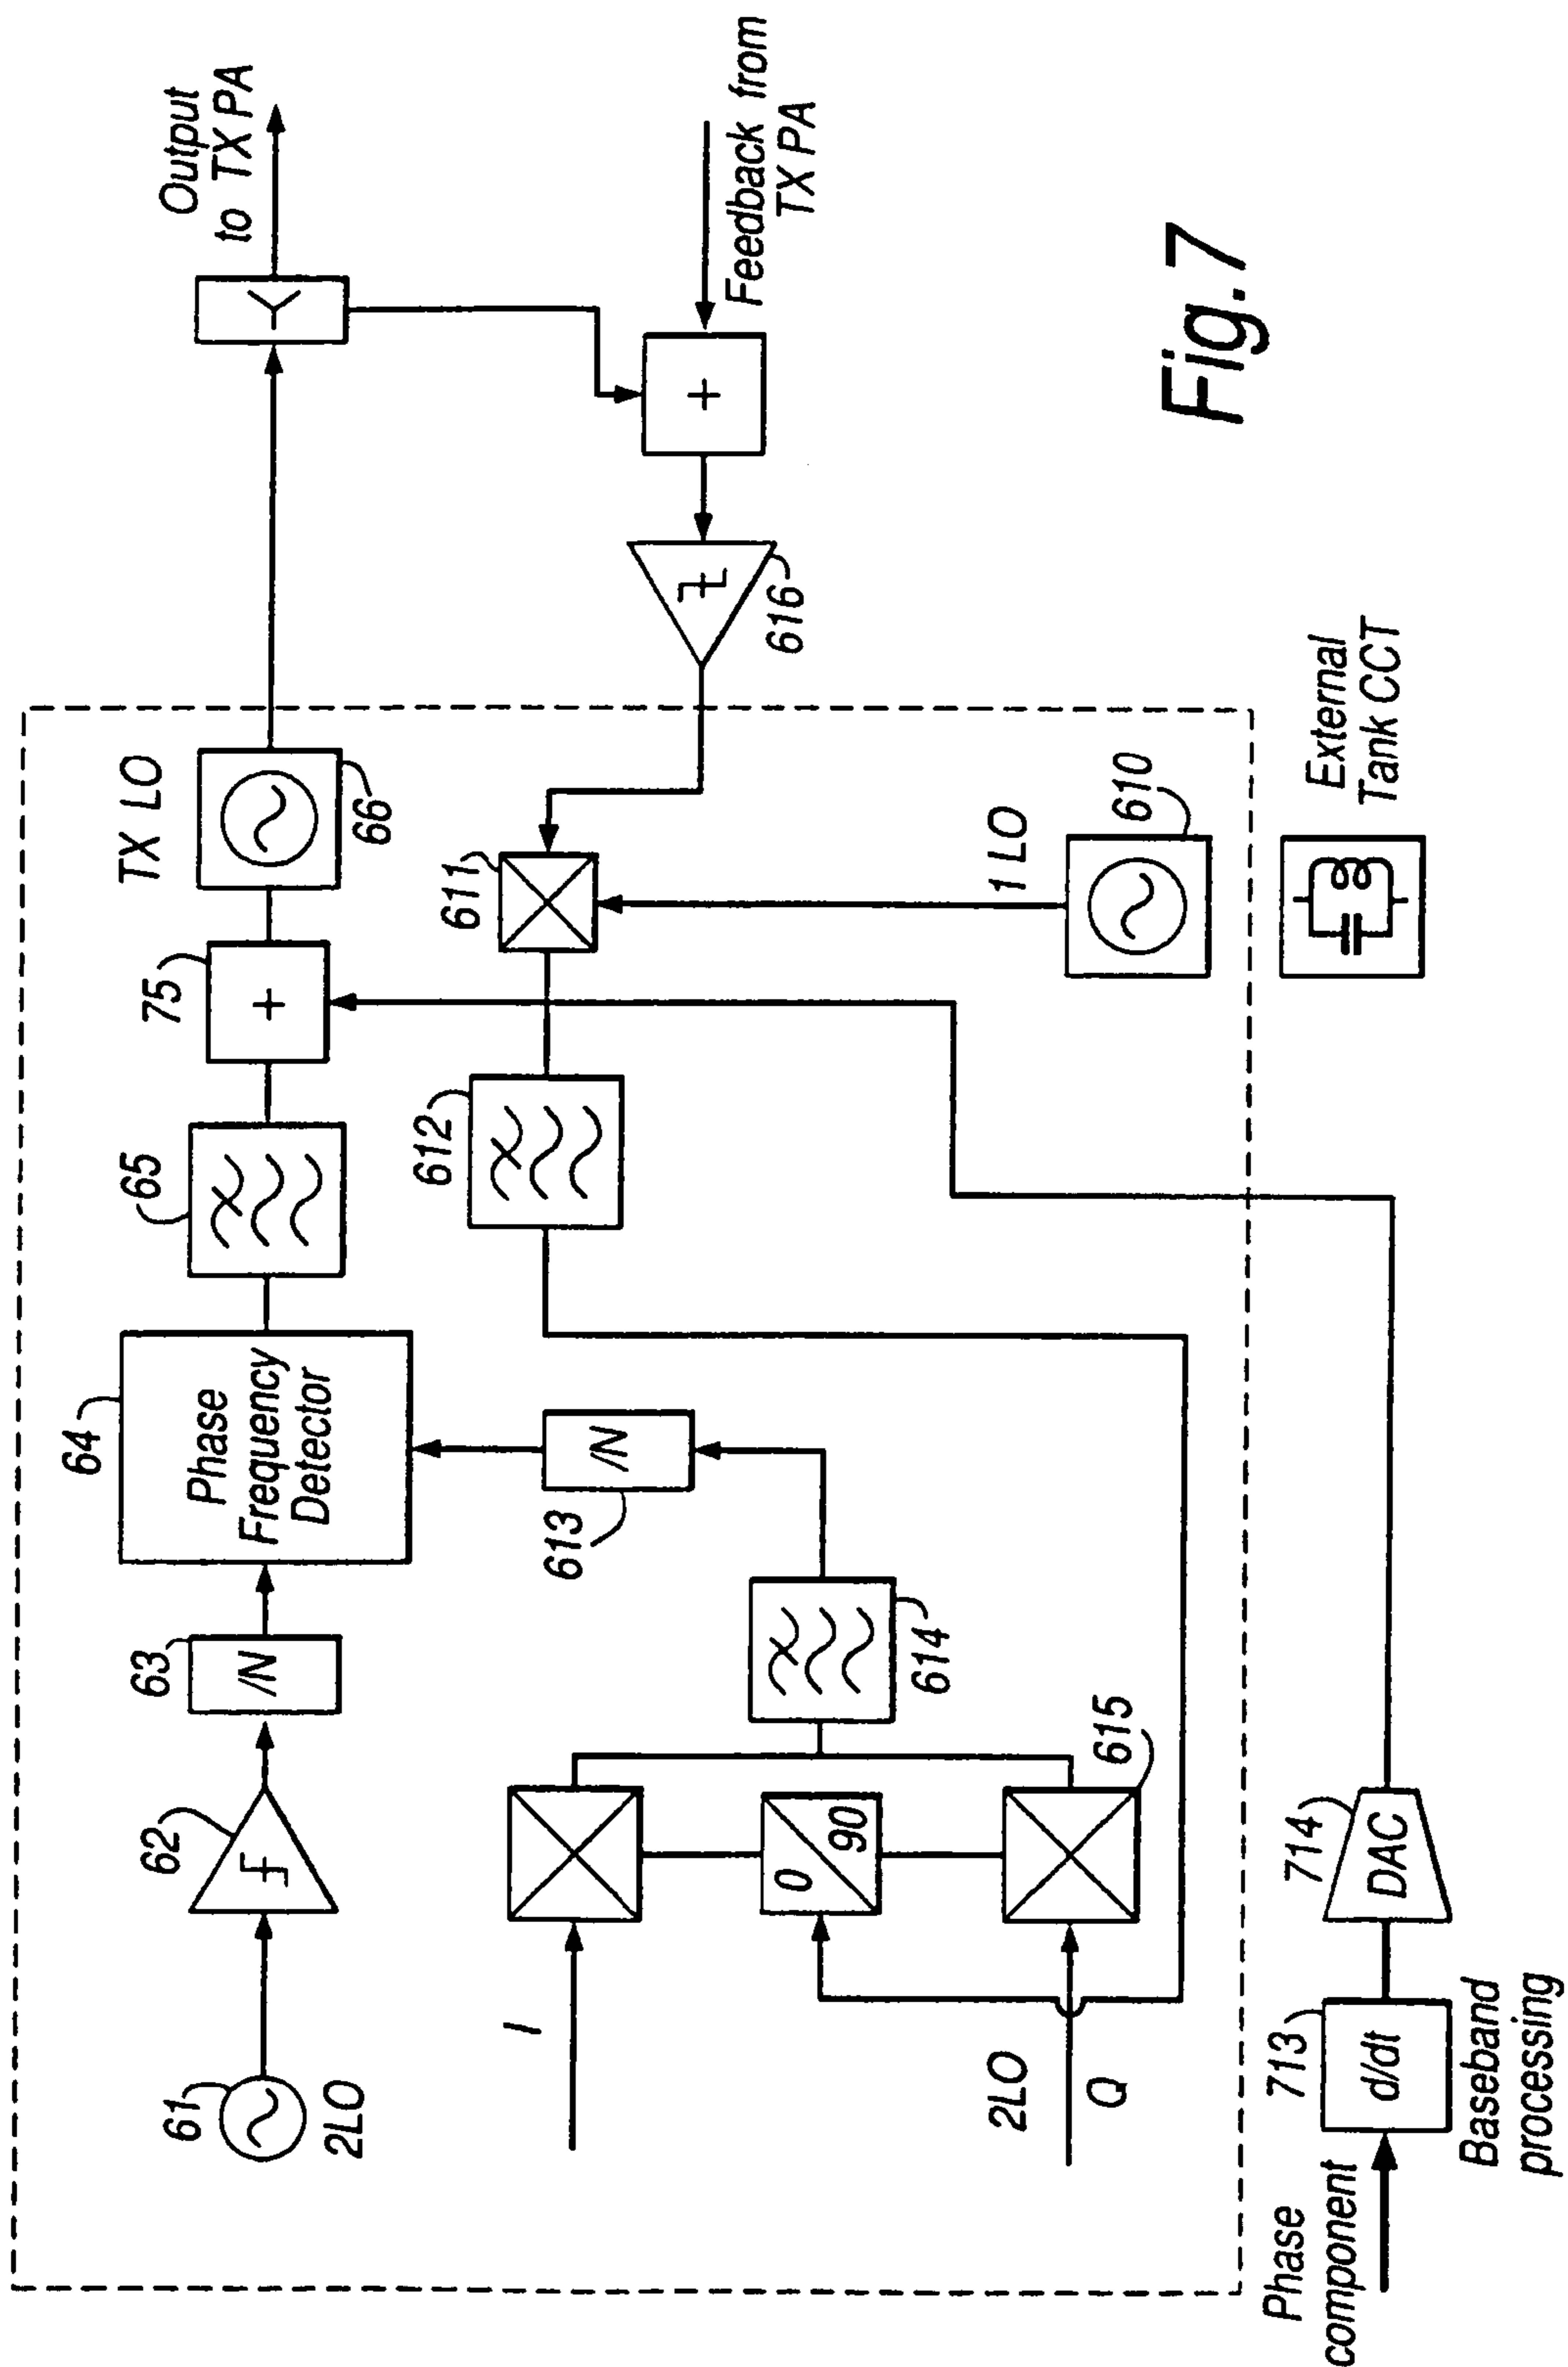 61
2LO
62
63
/N
64
Phase
Frequency
Detector
65
75
+
TX LO
66
Output
to TX PA
+
Feedback from
TX PA
616
611
612
613
/N
614
I
0
90
615
2LO
Q
1 LO
610
External
Tank CCT
Phase
component
713
d/dt
Baseband
processing
714
DAC
Fig. 7